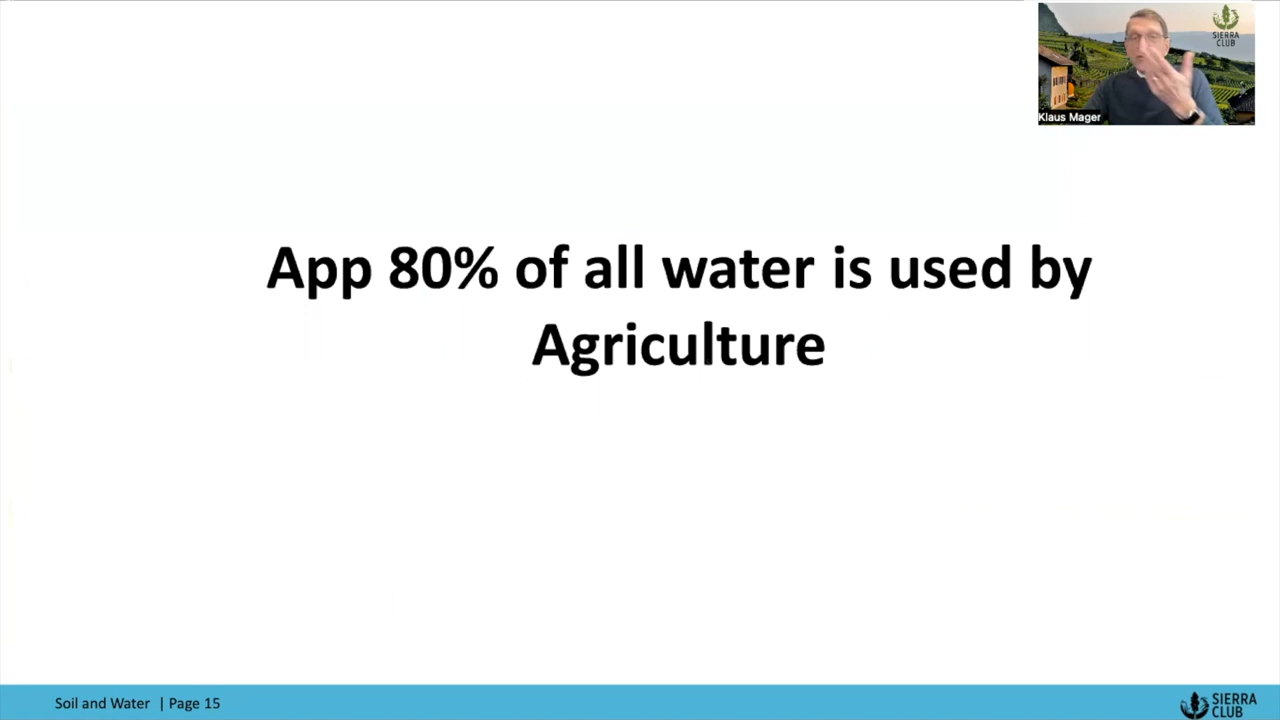 SIERRA
CLUB
Klaus Mager
App 80% of all water is used by
Agriculture
Soil and Water | Page 15
SIERRA
CLUB